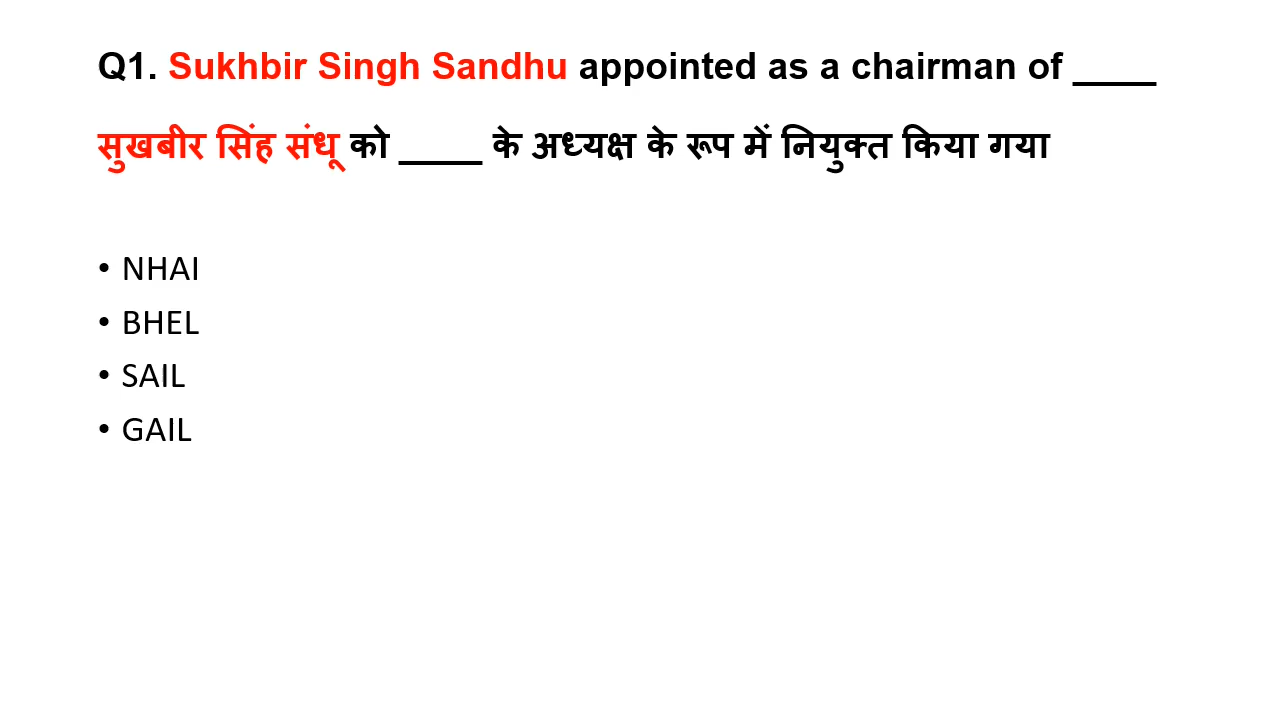 Q1. Sukhbir Singh Sandhu appointed as a chairman of ____
सुखबीर सिंह संधू को ____ के अध्यक्ष के रूप में नियुक्त किया गया
• NHAI
• BHEL
• SAIL
• GAIL